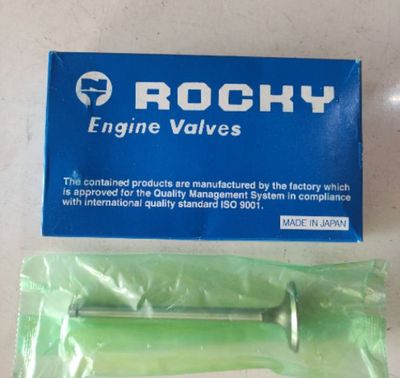 ROCKY
Engine Valves
The contained products are manufactured by the factory which
is approved for the Quality Management System in compliance
with international quality standard ISO 9001.
MADE IN JAPAN